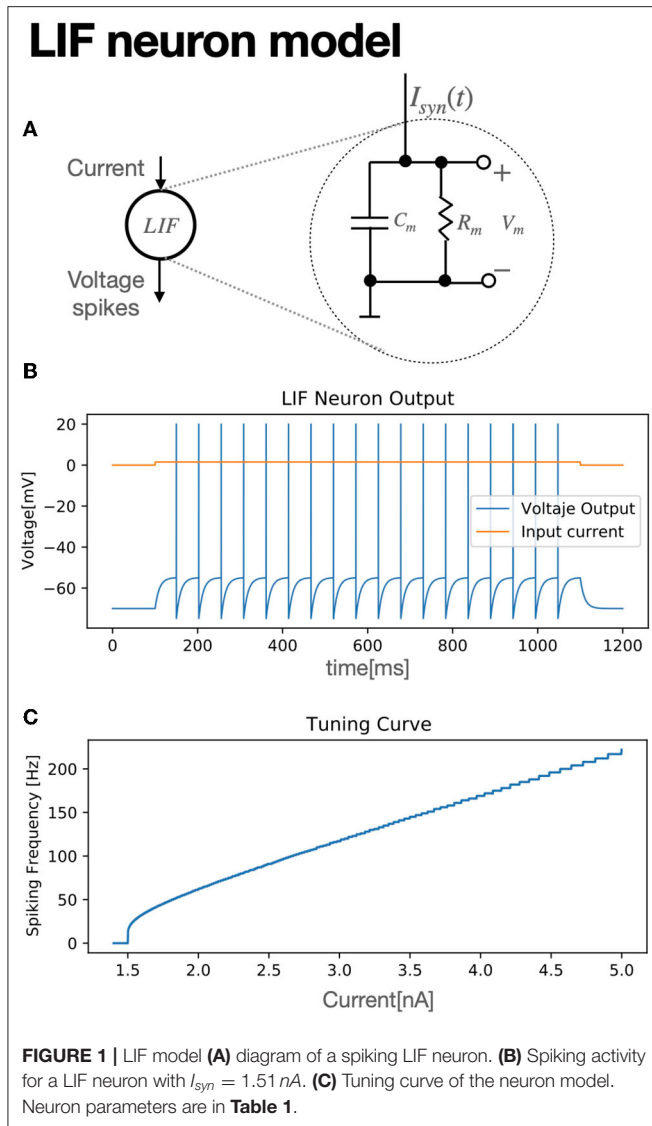 LIF neuron model
A
I_syn(t)
Current
LIF
Voltage
spikes
C_m
R_m
V_m
+
−
B
LIF Neuron Output
Voltage[mV]
20
0
−20
−40
−60
Voltaje Output
Input current
0 200 400 600 800 1000 1200
time[ms]
C
Tuning Curve
Spiking Frequency [Hz]
200
150
100
50
0
1.5 2.0 2.5 3.0 3.5 4.0 4.5 5.0
Current[nA]
FIGURE 1 | LIF model (A) diagram of a spiking LIF neuron. (B) Spiking activity
for a LIF neuron with I_syn = 1.51 nA. (C) Tuning curve of the neuron model.
Neuron parameters are in Table 1.